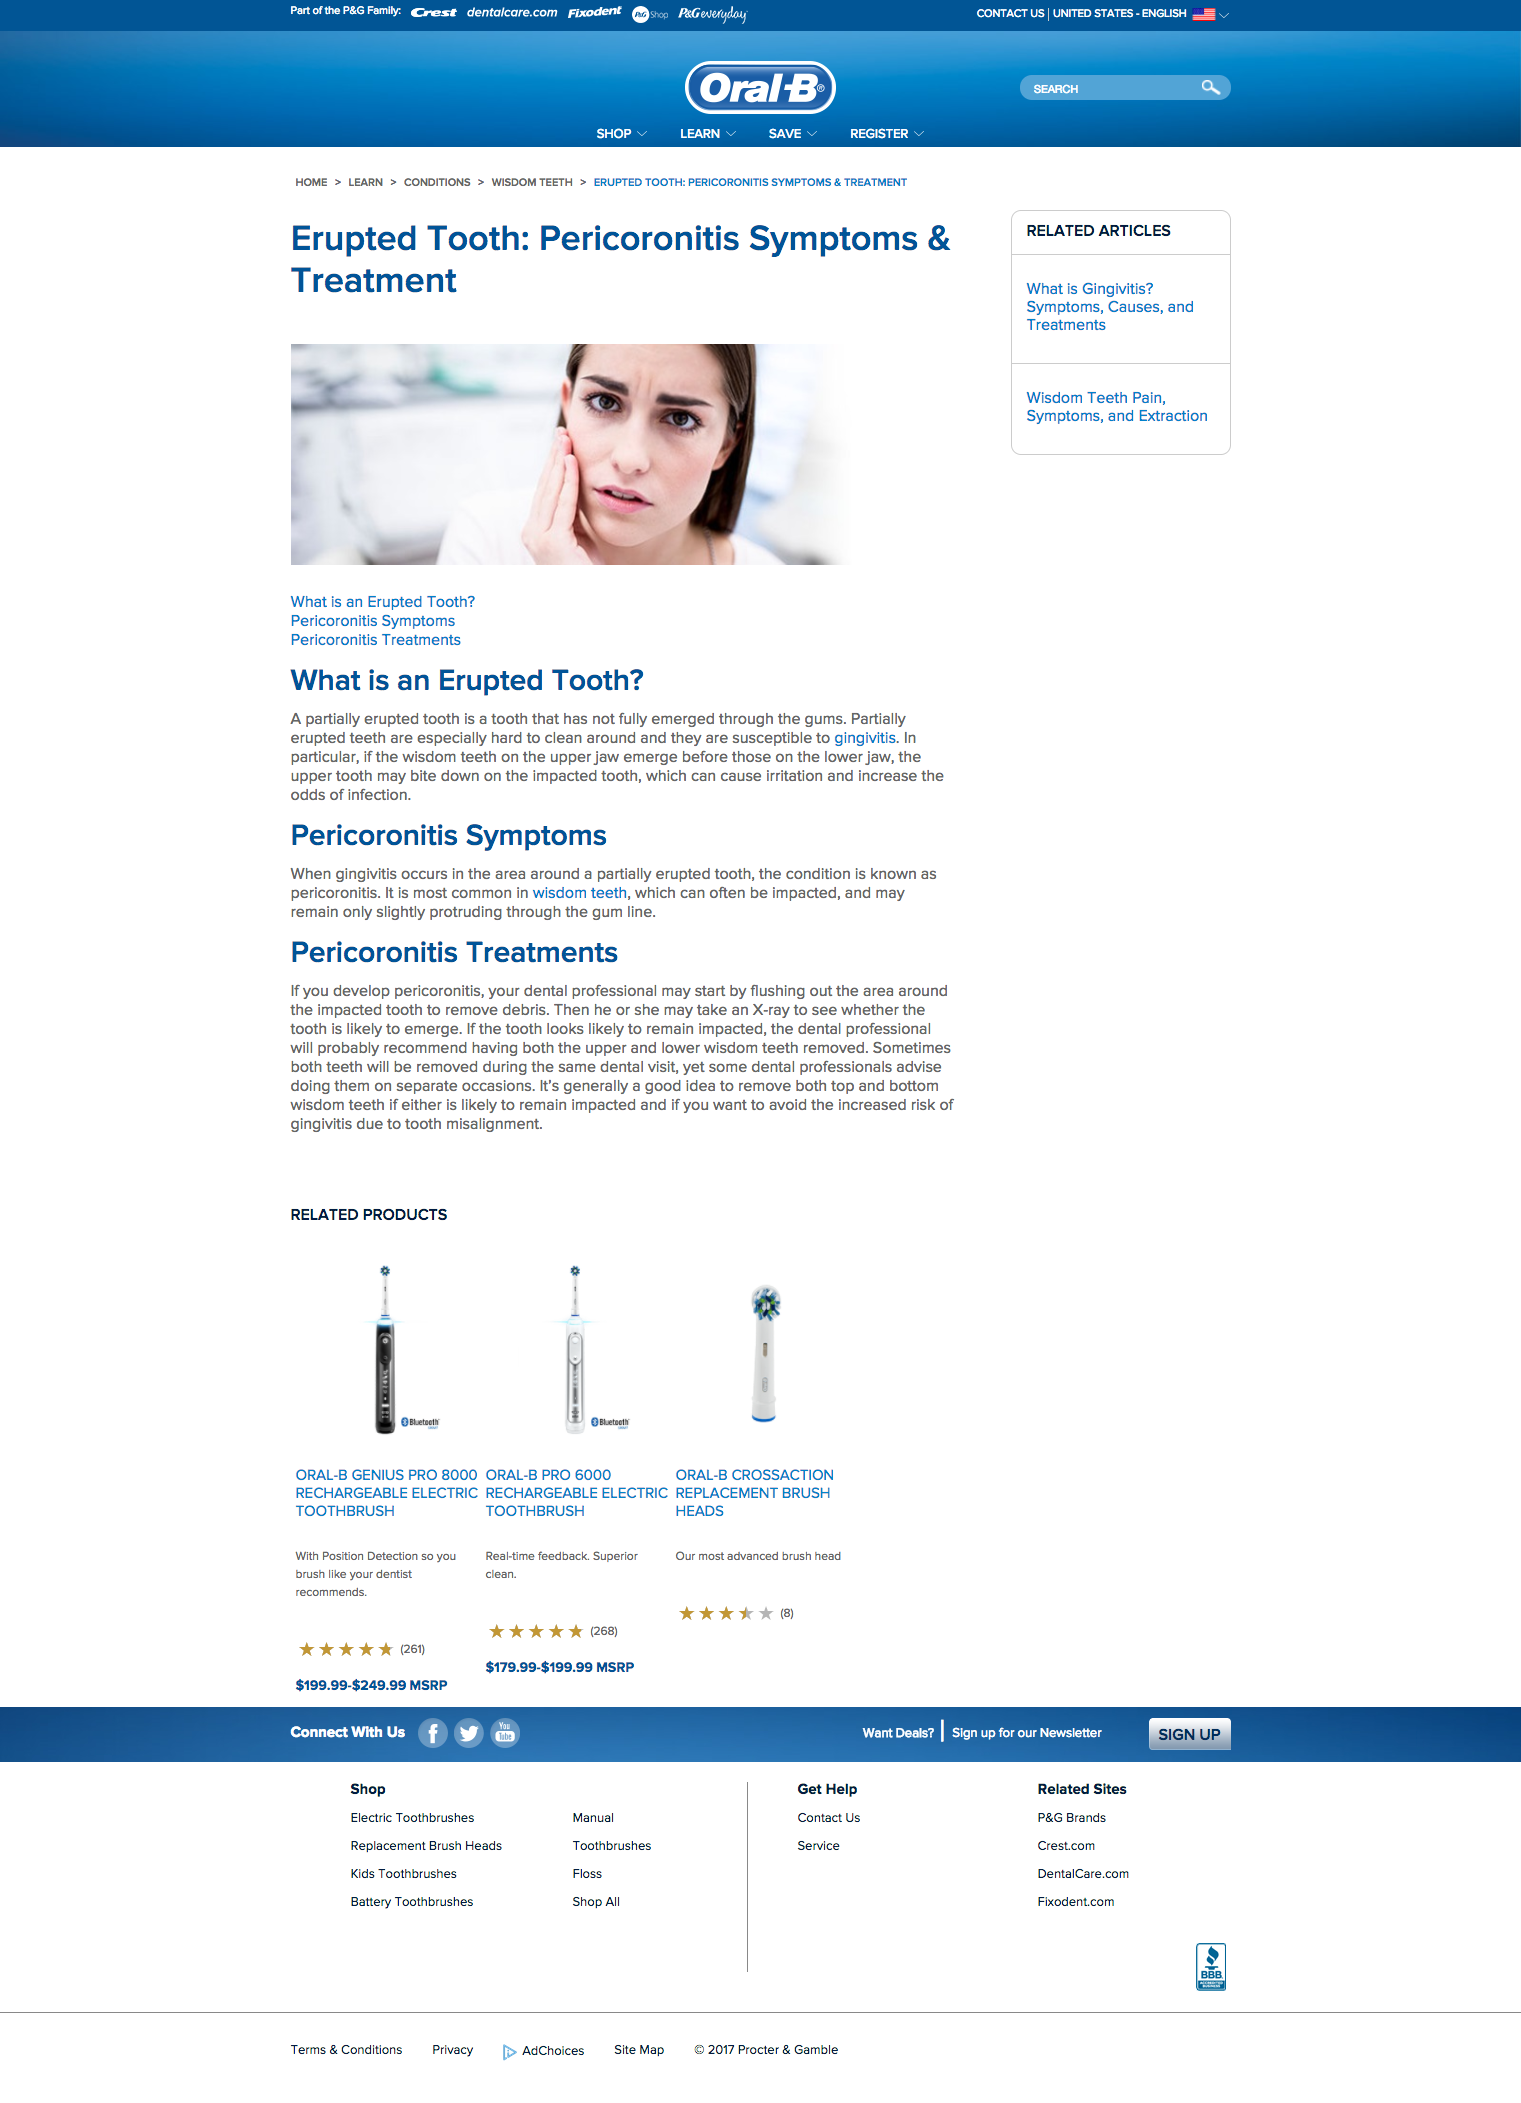 Part of the P&G Family: Crest dentalcare.com Fixodent P&G Shop P&G everyday
CONTACT US | UNITED STATES - ENGLISH
Oral-B®
SEARCH
SHOP LEARN SAVE REGISTER
HOME > LEARN > CONDITIONS > WISDOM TEETH > ERUPTED TOOTH: PERICORONITIS SYMPTOMS & TREATMENT
Erupted Tooth: Pericoronitis Symptoms &
Treatment
RELATED ARTICLES
What is Gingivitis?
Symptoms, Causes, and
Treatments
Wisdom Teeth Pain,
Symptoms, and Extraction
What is an Erupted Tooth?
Pericoronitis Symptoms
Pericoronitis Treatments
What is an Erupted Tooth?
A partially erupted tooth is a tooth that has not fully emerged through the gums. Partially
erupted teeth are especially hard to clean around and they are susceptible to gingivitis. In
particular, if the wisdom teeth on the upper jaw emerge before those on the lower jaw, the
upper tooth may bite down on the impacted tooth, which can cause irritation and increase the
odds of infection.
Pericoronitis Symptoms
When gingivitis occurs in the area around a partially erupted tooth, the condition is known as
pericoronitis. It is most common in wisdom teeth, which can often be impacted, and may
remain only slightly protruding through the gum line.
Pericoronitis Treatments
If you develop pericoronitis, your dental professional may start by flushing out the area around
the impacted tooth to remove debris. Then he or she may take an X-ray to see whether the
tooth is likely to emerge. If the tooth looks likely to remain impacted, the dental professional
will probably recommend having both the upper and lower wisdom teeth removed. Sometimes
both teeth will be removed during the same dental visit, yet some dental professionals advise
doing them on separate occasions. It's generally a good idea to remove both top and bottom
wisdom teeth if either is likely to remain impacted and if you want to avoid the increased risk of
gingivitis due to tooth misalignment.
RELATED PRODUCTS
Bluetooth
Bluetooth
ORAL-B GENIUS PRO 8000
RECHARGEABLE ELECTRIC
TOOTHBRUSH
With Position Detection so you
brush like your dentist
recommends.
(261)
$199.99-$249.99 MSRP
ORAL-B PRO 6000
RECHARGEABLE ELECTRIC
TOOTHBRUSH
Real-time feedback. Superior
clean.
(268)
$179.99-$199.99 MSRP
ORAL-B CROSSACTION
REPLACEMENT BRUSH
HEADS
Our most advanced brush head
(8)
Connect With Us
You
Tube
Want Deals? | Sign up for our Newsletter
SIGN UP
Shop
Electric Toothbrushes
Replacement Brush Heads
Kids Toothbrushes
Battery Toothbrushes
Manual
Toothbrushes
Floss
Shop All
Get Help
Contact Us
Service
Related Sites
P&G Brands
Crest.com
DentalCare.com
Fixodent.com
BBB
ACCREDITED
BUSINESS
Terms & Conditions Privacy AdChoices Site Map © 2017 Procter & Gamble